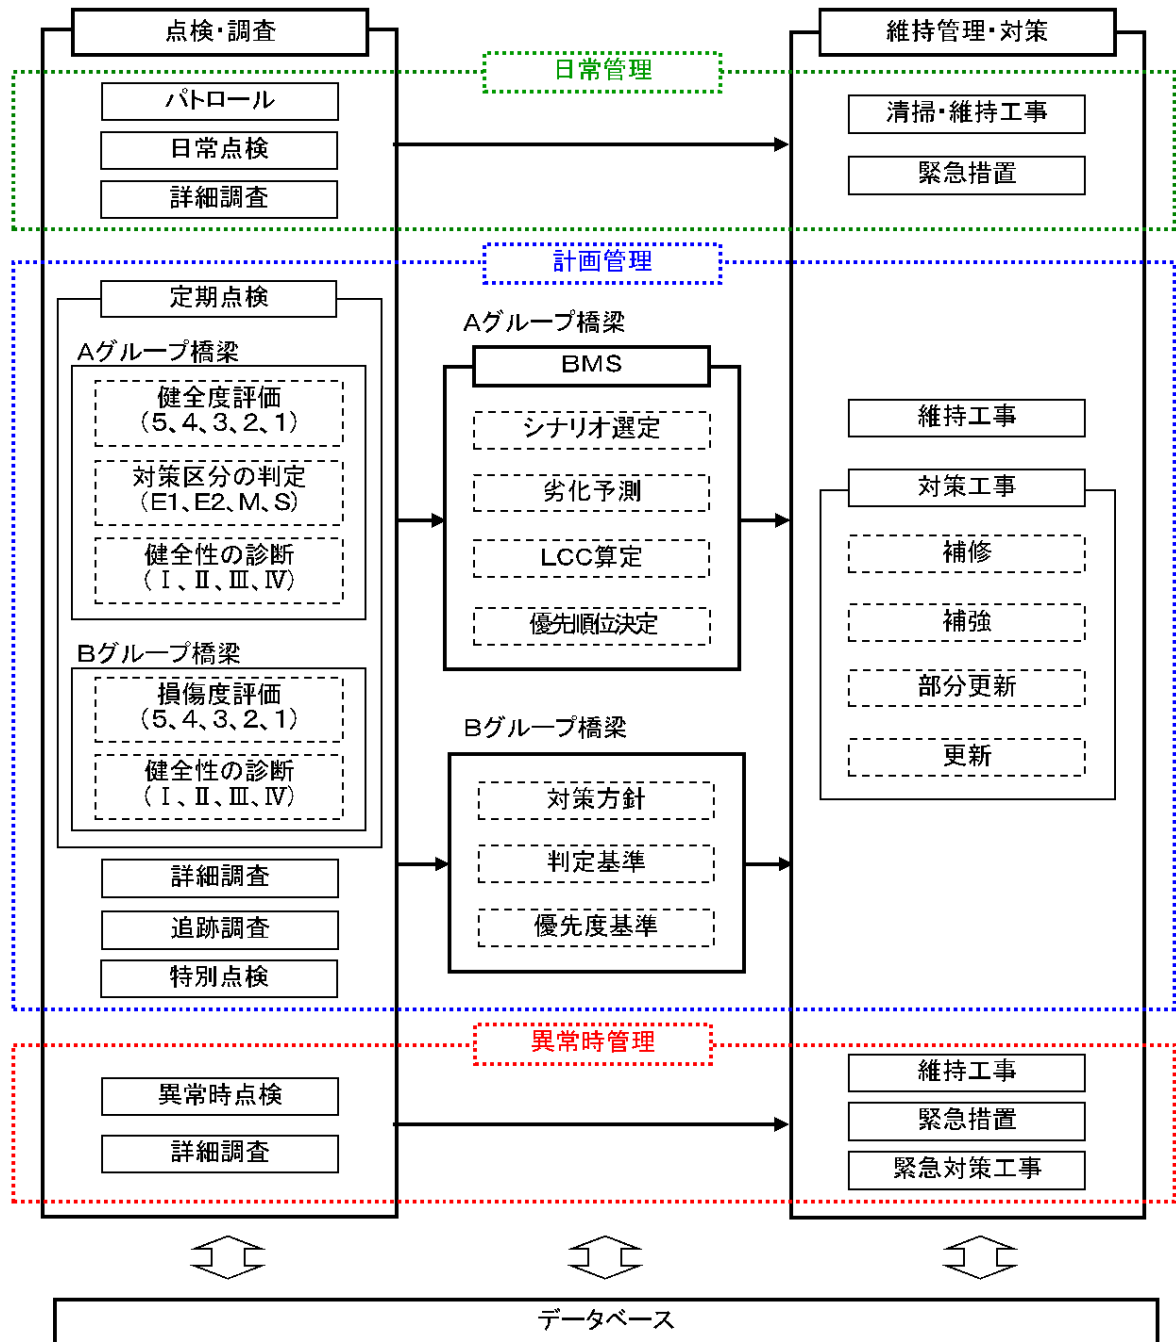 点検・調査
維持管理・対策
日常管理
パトロール
日常点検
詳細調査
清掃・維持工事
緊急措置
計画管理
定期点検
Aグループ橋梁
健全度評価
(5、4、3、2、1)
対策区分の判定
(E1、E2、M、S)
健全性の診断
(Ⅰ、Ⅱ、Ⅲ、Ⅳ)
Bグループ橋梁
損傷度評価
(5、4、3、2、1)
健全性の診断
(Ⅰ、Ⅱ、Ⅲ、Ⅳ)
詳細調査
追跡調査
特別点検
Aグループ橋梁
BMS
シナリオ選定
劣化予測
LCC算定
優先順位決定
Bグループ橋梁
対策方針
判定基準
優先度基準
維持工事
対策工事
補修
補強
部分更新
更新
異常時管理
異常時点検
詳細調査
維持工事
緊急措置
緊急対策工事
データベース